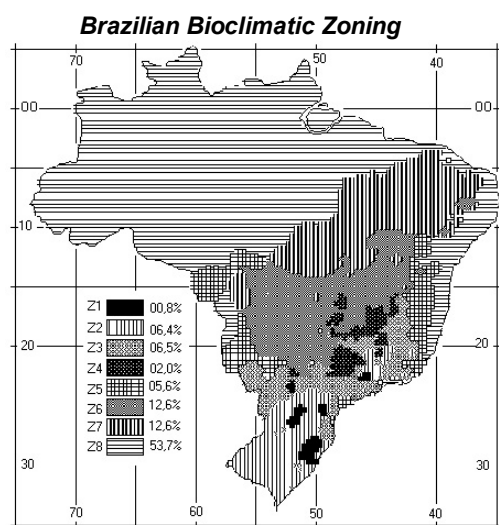 Brazilian Bioclimatic Zoning
70 50 40
00 00
10 10
Z1 00,8%
Z2 06,4%
Z3 06,5%
Z4 02,0%
Z5 05,6%
Z6 12,6%
Z7 12,6%
Z8 53,7%
20 20
30 30
70 60 50 40